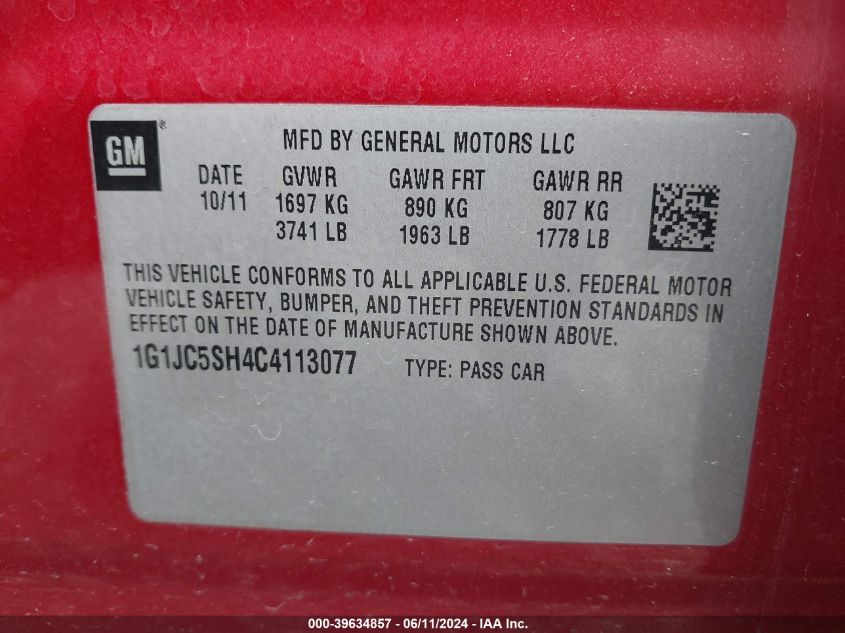 GM®
MFD BY GENERAL MOTORS LLC
DATE GVWR GAWR FRT GAWR RR
10/11 1697 KG 890 KG 807 KG
3741 LB 1963 LB 1778 LB
THIS VEHICLE CONFORMS TO ALL APPLICABLE U.S. FEDERAL MOTOR
VEHICLE SAFETY, BUMPER, AND THEFT PREVENTION STANDARDS IN
EFFECT ON THE DATE OF MANUFACTURE SHOWN ABOVE.
1G1JC5SH4C4113077 TYPE: PASS CAR
000-39634857 - 06/11/2024 - IAA Inc.